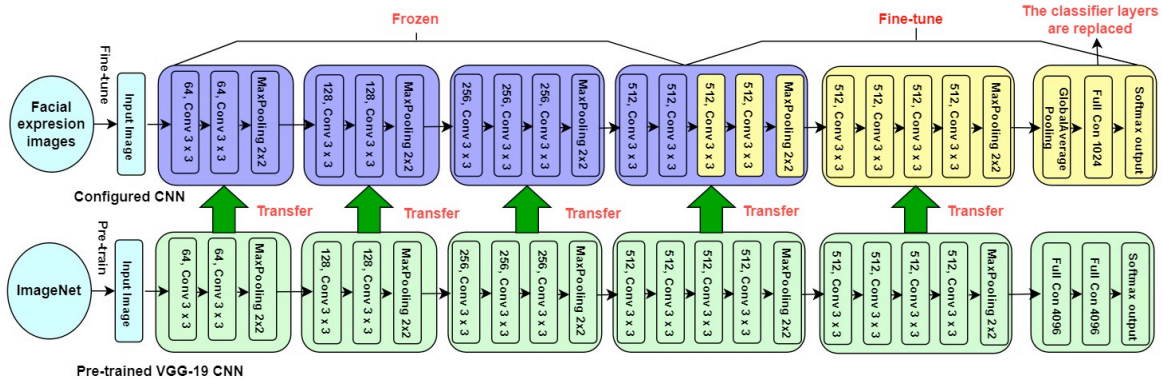 Frozen
Fine-tune
The classifier layers
are replaced
Facial
expresion
images
Fine-tune
Input Image
64, Conv 3 x 3
64, Conv 3 x 3
MaxPooling 2x2
128, Conv 3 x 3
128, Conv 3 x 3
MaxPooling 2x2
256, Conv 3 x 3
256, Conv 3 x 3
256, Conv 3 x 3
MaxPooling 2x2
512, Conv 3 x 3
512, Conv 3 x 3
512, Conv 3 x 3
512, Conv 3 x 3
MaxPooling 2x2
512, Conv 3 x 3
512, Conv 3 x 3
512, Conv 3 x 3
512, Conv 3 x 3
MaxPooling 2x2
GlobalAverage
Pooling
Full Con 1024
Softmax output
Configured CNN
Transfer
Transfer
Transfer
Transfer
Transfer
ImageNet
Pre-train
Input Image
64, Conv 3 x 3
64, Conv 3 x 3
MaxPooling 2x2
128, Conv 3 x 3
128, Conv 3 x 3
MaxPooling 2x2
256, Conv 3 x 3
256, Conv 3 x 3
256, Conv 3 x 3
MaxPooling 2x2
512, Conv 3 x 3
512, Conv 3 x 3
512, Conv 3 x 3
512, Conv 3 x 3
MaxPooling 2x2
512, Conv 3 x 3
512, Conv 3 x 3
512, Conv 3 x 3
512, Conv 3 x 3
MaxPooling 2x2
Full Con 4096
Full Con 4096
Softmax output
Pre-trained VGG-19 CNN